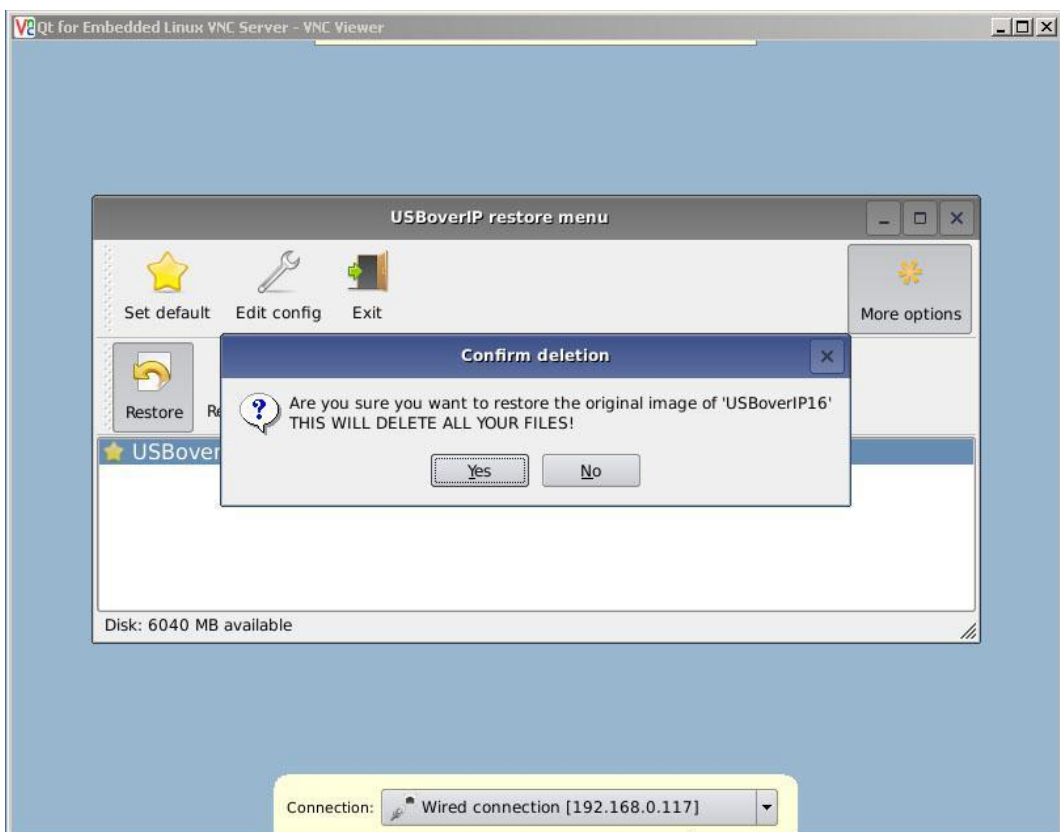 Qt for Embedded Linux VNC Server - VNC Viewer
USBoverIP restore menu
Set default
Edit config
Exit
More options
Confirm deletion
Restore
Are you sure you want to restore the original image of 'USBoverIP16'
THIS WILL DELETE ALL YOUR FILES!
USBover
Yes
No
Disk: 6040 MB available
Connection:
Wired connection [192.168.0.117]